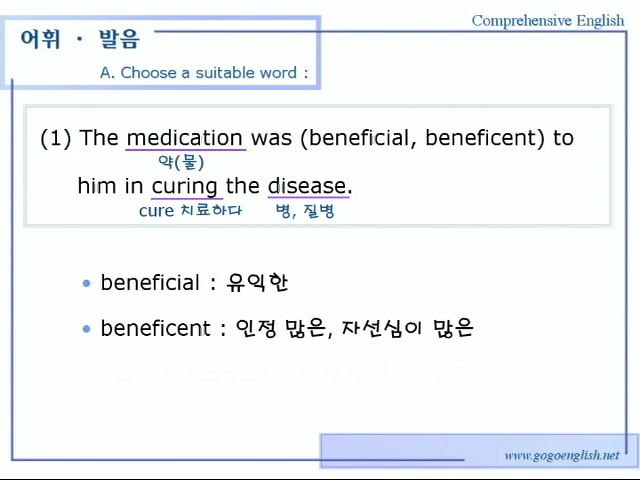 Comprehensive English
어휘 · 발음
A. Choose a suitable word :
(1) The medication was (beneficial, beneficent) to
약(물)
him in curing the disease.
cure 치료하다 병, 질병
• beneficial : 유익한
• beneficent : 인정 많은, 자선심이 많은
www.gogoenglish.net